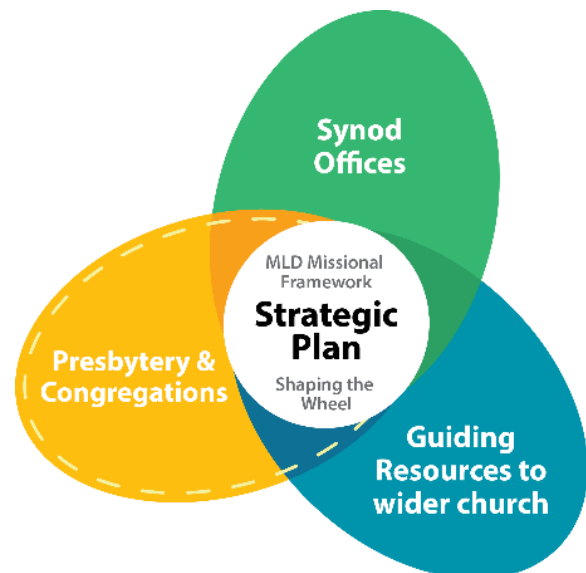 Synod
Offices
MLD Missional
Framework
Strategic
Plan
Shaping the
Wheel
Presbytery &
Congregations
Guiding
Resources to
wider church